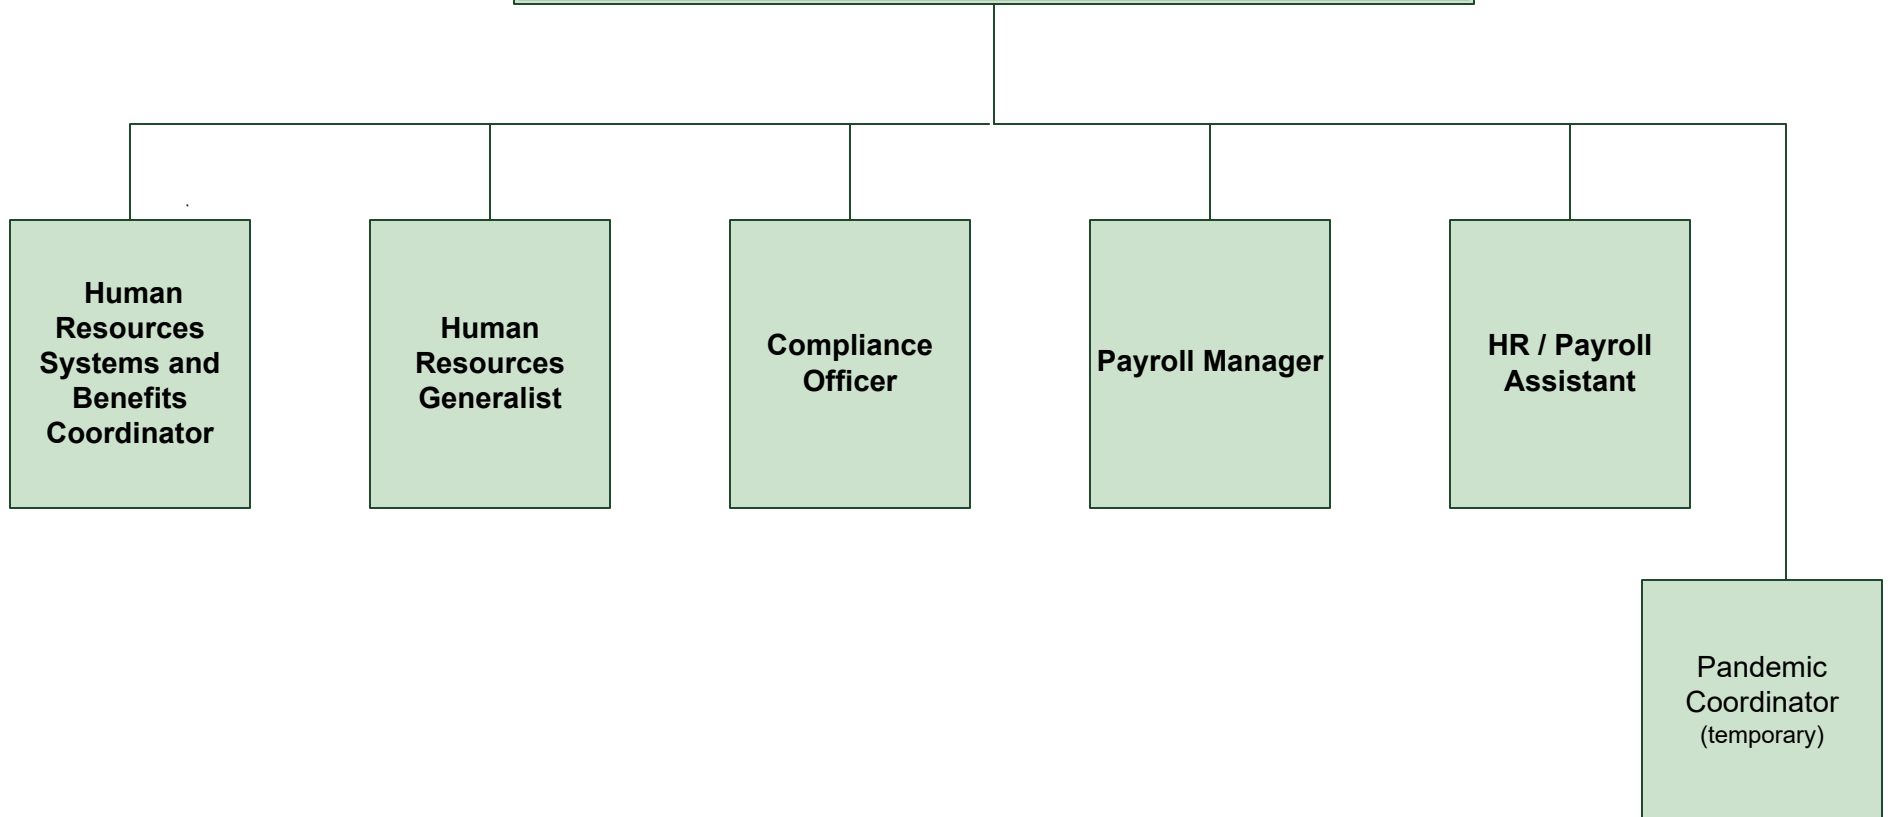 Human
Resources
Systems and
Benefits
Coordinator
Human
Resources
Generalist
Compliance
Officer
Payroll Manager
HR / Payroll
Assistant
Pandemic
Coordinator
(temporary)